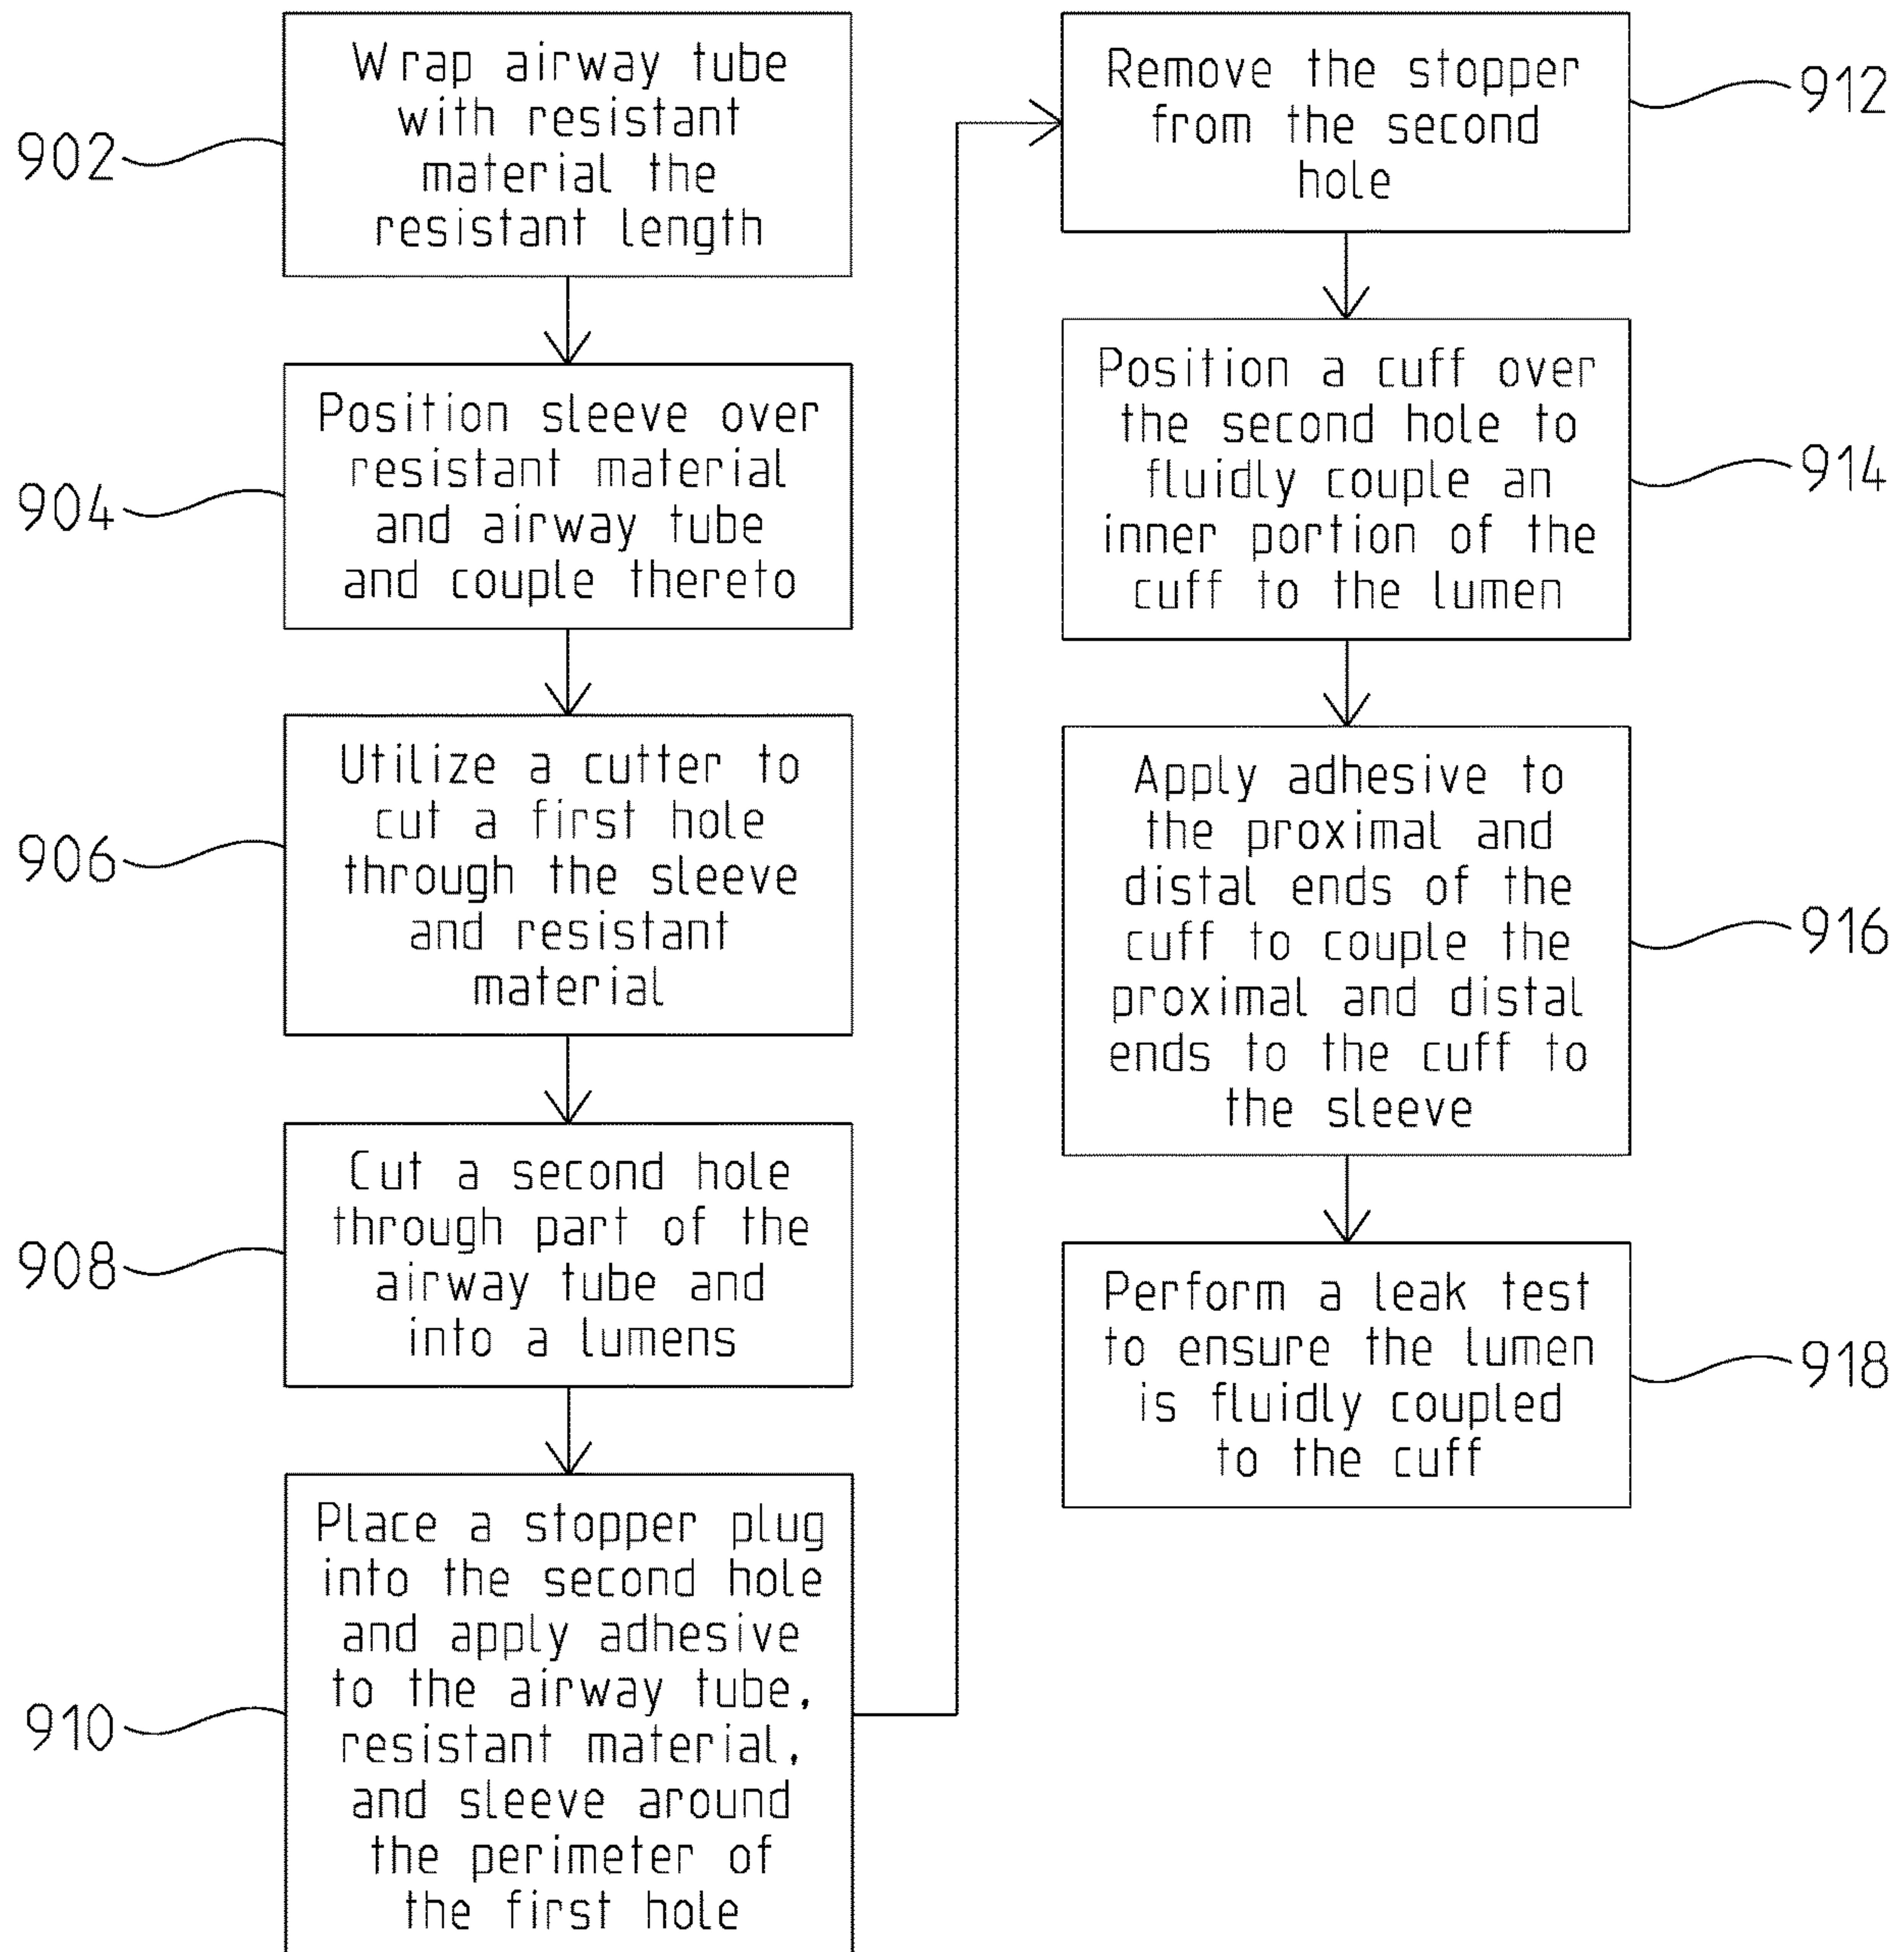 902
Wrap airway tube
with resistant
material the
resistant length
904
Position sleeve over
resistant material
and airway tube
and couple thereto
906
Utilize a cutter to
cut a first hole
through the sleeve
and resistant
material
908
Cut a second hole
through part of the
airway tube and
into a lumens
910
Place a stopper plug
into the second hole
and apply adhesive
to the airway tube,
resistant material,
and sleeve around
the perimeter of
the first hole
Remove the stopper
from the second
hole
912
Position a cuff over
the second hole to
fluidly couple an
inner portion of the
cuff to the lumen
914
Apply adhesive to
the proximal and
distal ends of the
cuff to couple the
proximal and distal
ends to the cuff to
the sleeve
916
Perform a leak test
to ensure the lumen
is fluidly coupled
to the cuff
918